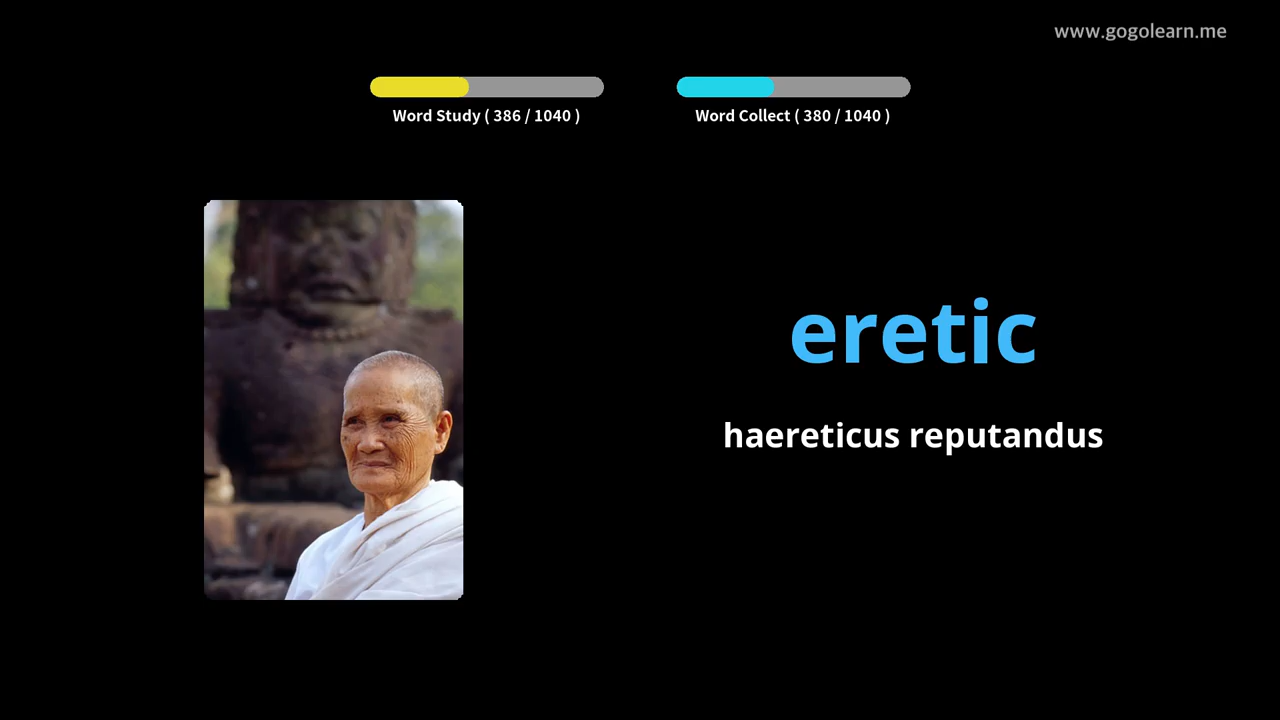 www.gogolearn.me
Word Study ( 386 / 1040 )
Word Collect ( 380 / 1040 )
eretic
haereticus reputandus